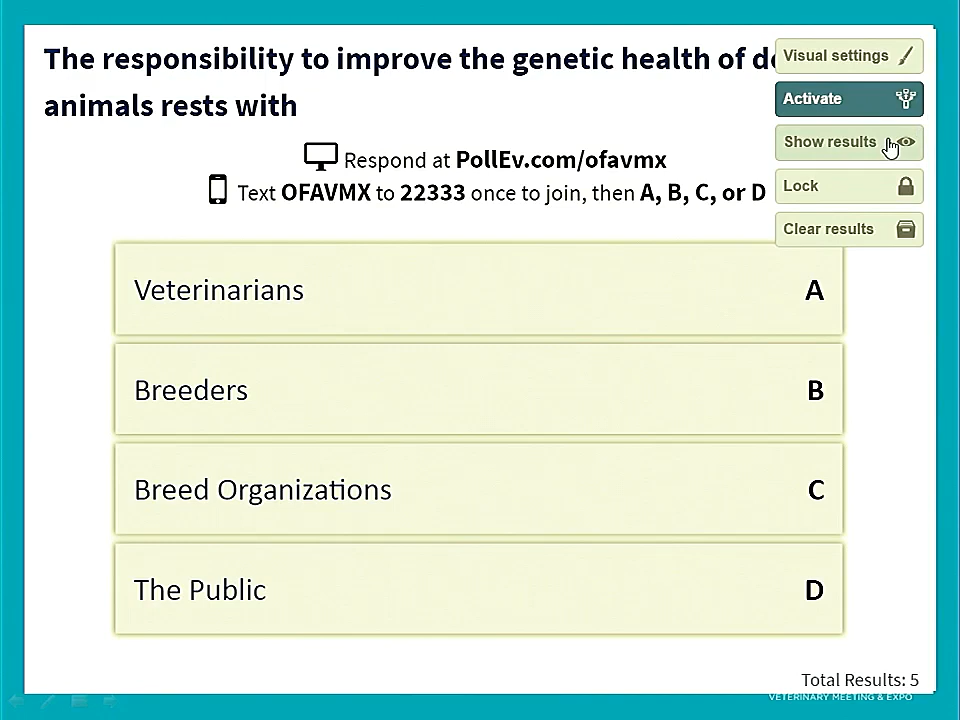 The responsibility to improve the genetic health of
animals rests with
Visual settings
Activate
Show results
Lock
Clear results
Respond at PollEv.com/ofavmx
Text OFAVMX to 22333 once to join, then A, B, C, or D
Veterinarians A
Breeders B
Breed Organizations C
The Public D
Total Results: 5
VETERINARY MEETING & EXPO